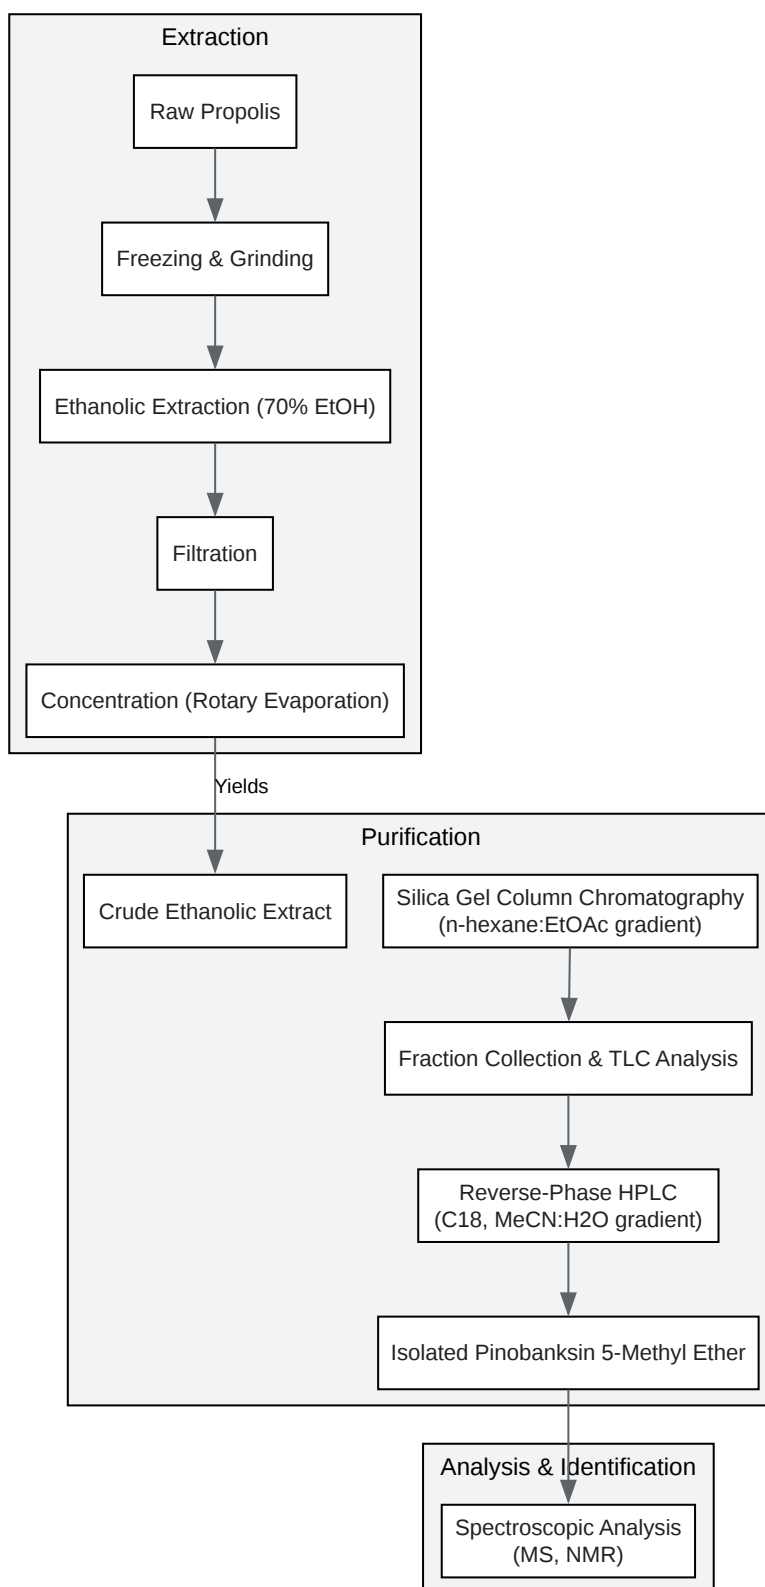 Extraction
Raw Propolis
Freezing & Grinding
Ethanolic Extraction (70% EtOH)
Filtration
Concentration (Rotary Evaporation)
Yields
Purification
Crude Ethanolic Extract
Silica Gel Column Chromatography
(n-hexane:EtOAc gradient)
Fraction Collection & TLC Analysis
Reverse-Phase HPLC
(C18, MeCN:H2O gradient)
Isolated Pinobanksin 5-Methyl Ether
Analysis & Identification
Spectroscopic Analysis
(MS, NMR)